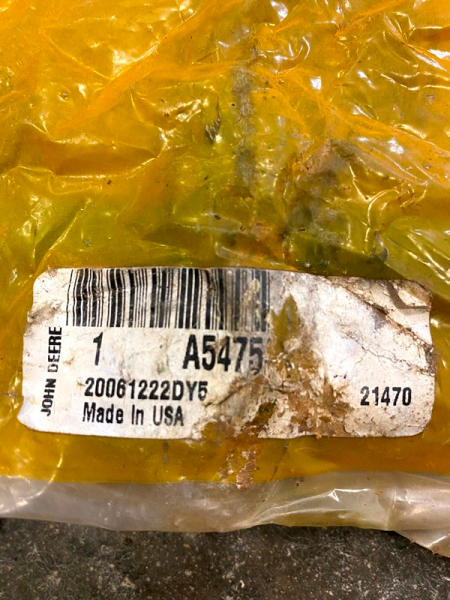 JOHN DEERE
1 A5475
20061222DY5
21470
Made In USA